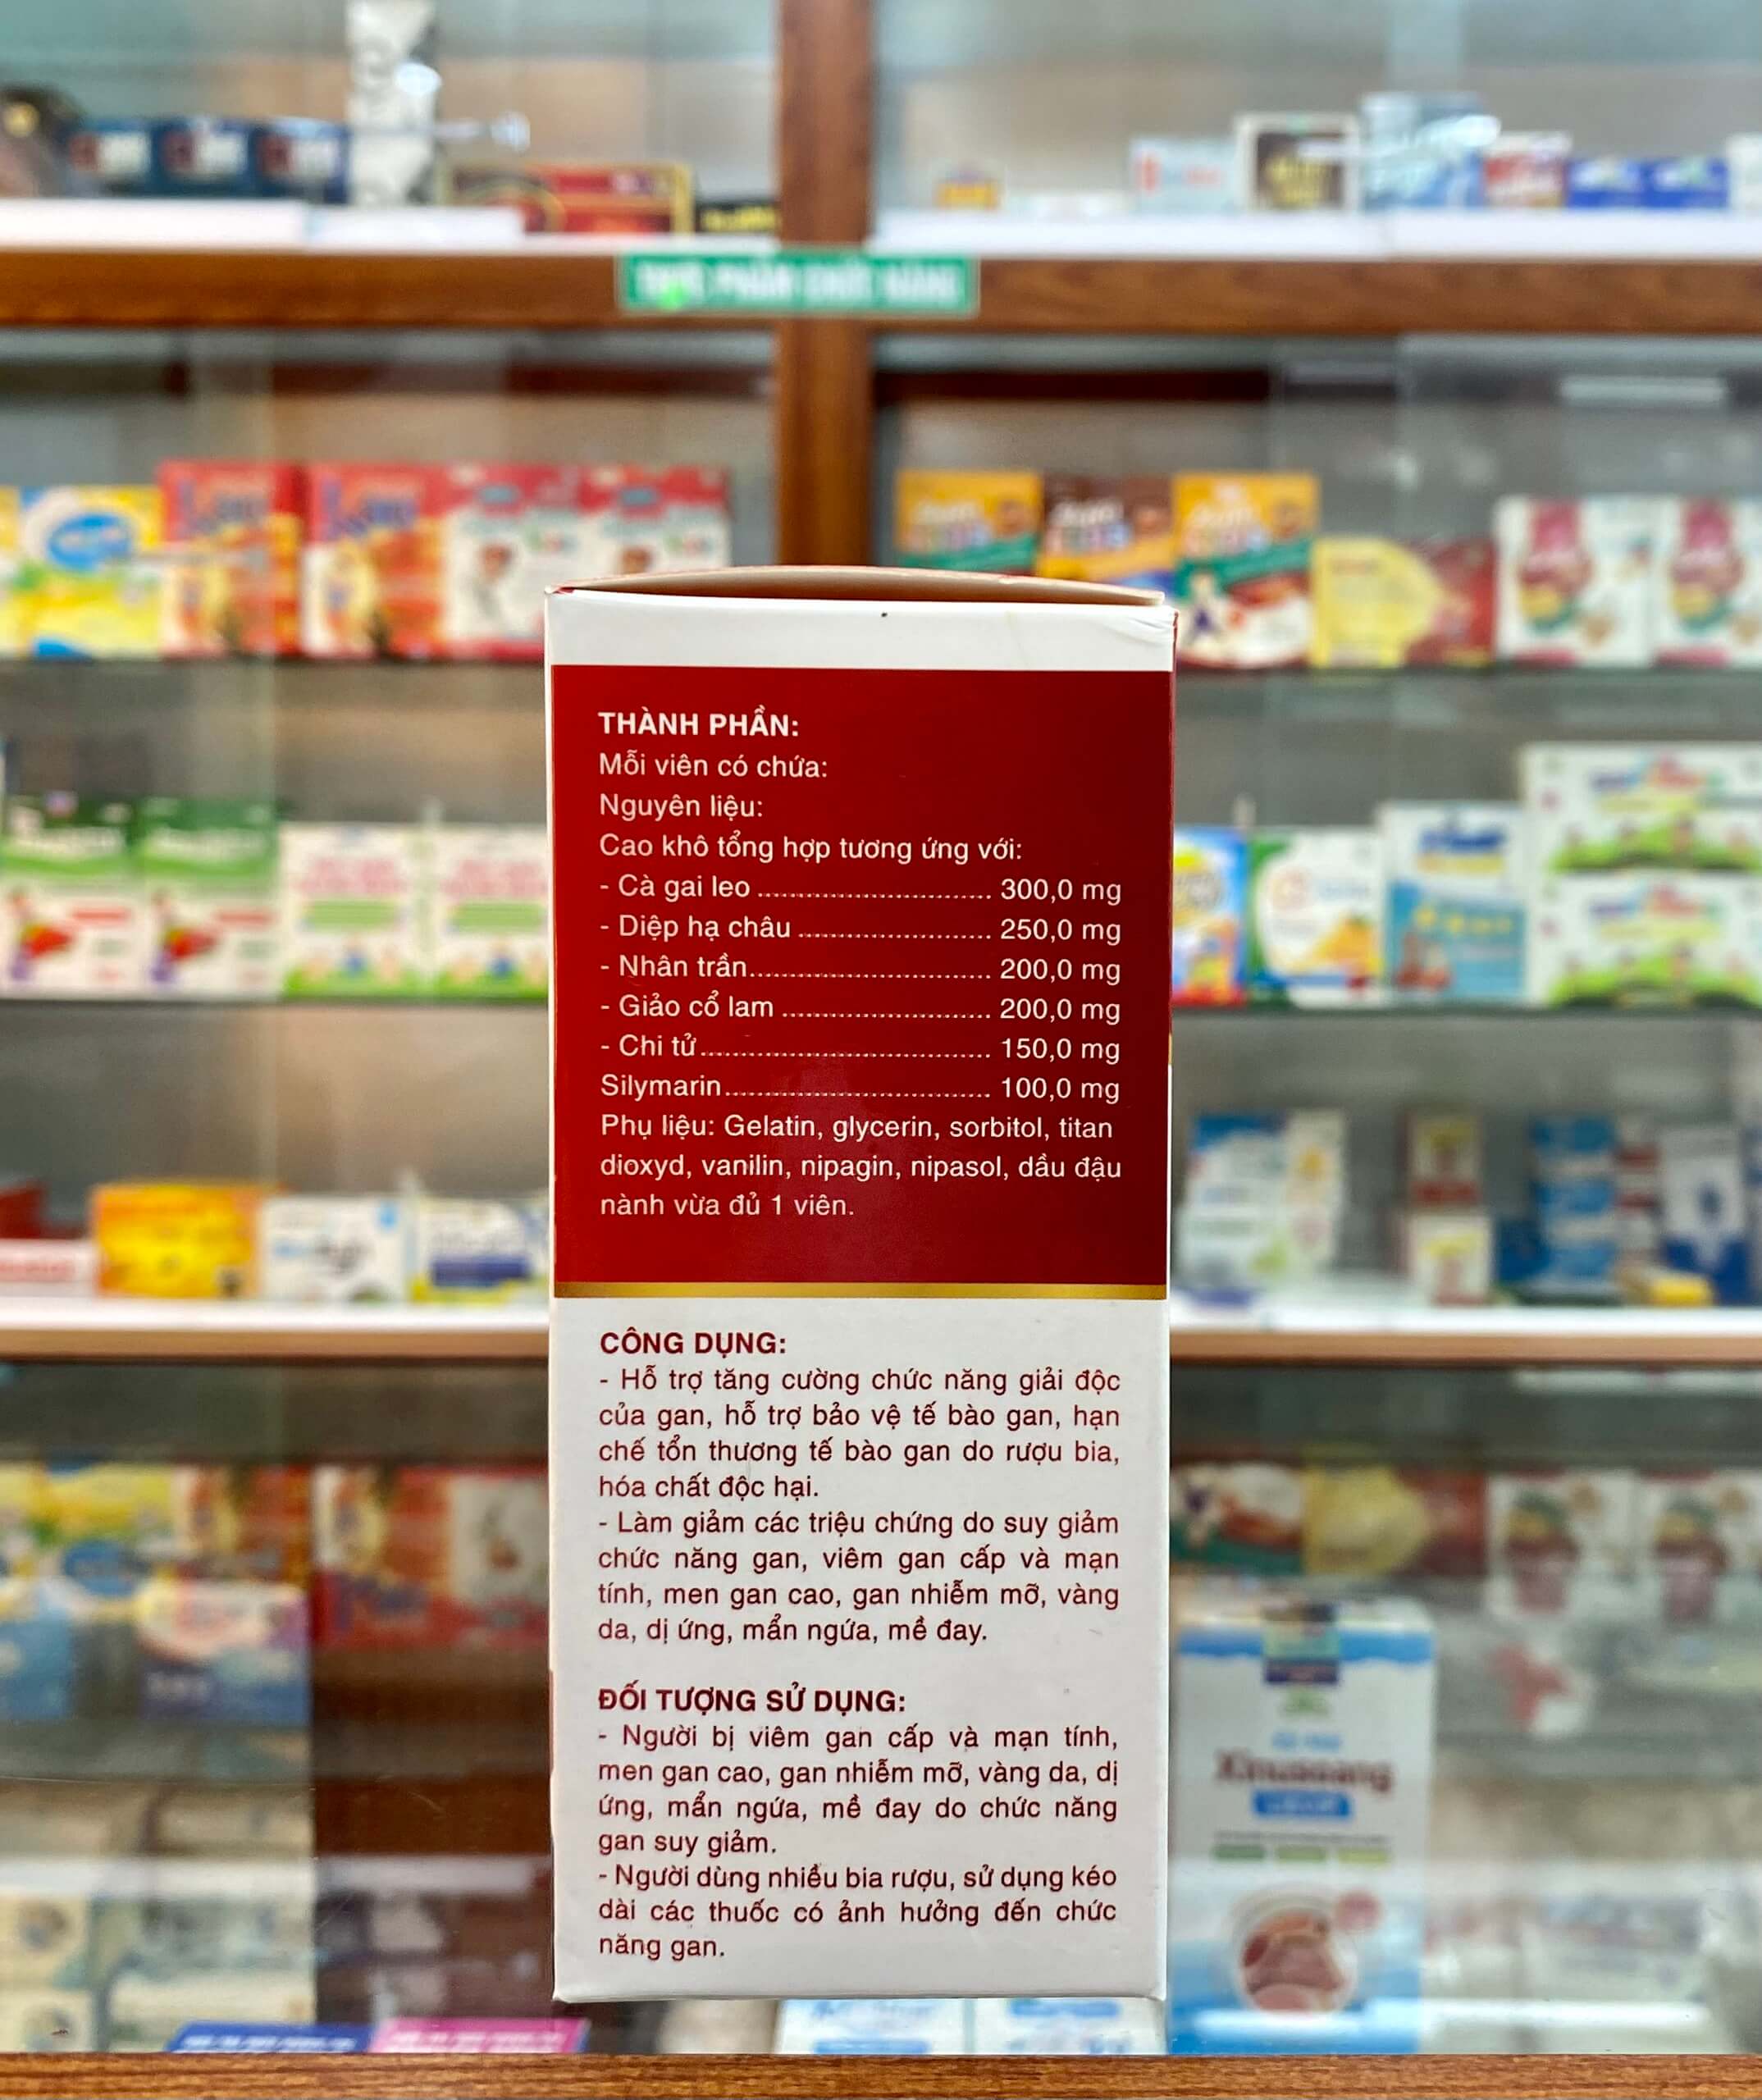 THỰC PHẨM CHỨC NĂNG
THÀNH PHẦN:
Mỗi viên có chứa:
Nguyên liệu:
Cao khô tổng hợp tương ứng với:
- Cà gai leo ............................. 300,0 mg
- Diệp hạ châu ........................ 250,0 mg
- Nhân trần.............................. 200,0 mg
- Giảo cổ lam .......................... 200,0 mg
- Chi tử.................................... 150,0 mg
Silymarin................................. 100,0 mg
Phụ liệu: Gelatin, glycerin, sorbitol, titan
dioxyd, vanilin, nipagin, nipasol, dầu đậu
nành vừa đủ 1 viên.
CÔNG DỤNG:
- Hỗ trợ tăng cường chức năng giải độc
của gan, hỗ trợ bảo vệ tế bào gan, hạn
chế tổn thương tế bào gan do rượu bia,
hóa chất độc hại.
- Làm giảm các triệu chứng do suy giảm
chức năng gan, viêm gan cấp và mạn
tính, men gan cao, gan nhiễm mỡ, vàng
da, dị ứng, mẩn ngứa, mề đay.
ĐỐI TƯỢNG SỬ DỤNG:
- Người bị viêm gan cấp và mạn tính,
men gan cao, gan nhiễm mỡ, vàng da, dị
ứng, mẩn ngứa, mề đay do chức năng
gan suy giảm.
- Người dùng nhiều bia rượu, sử dụng kéo
dài các thuốc có ảnh hưởng đến chức
năng gan.